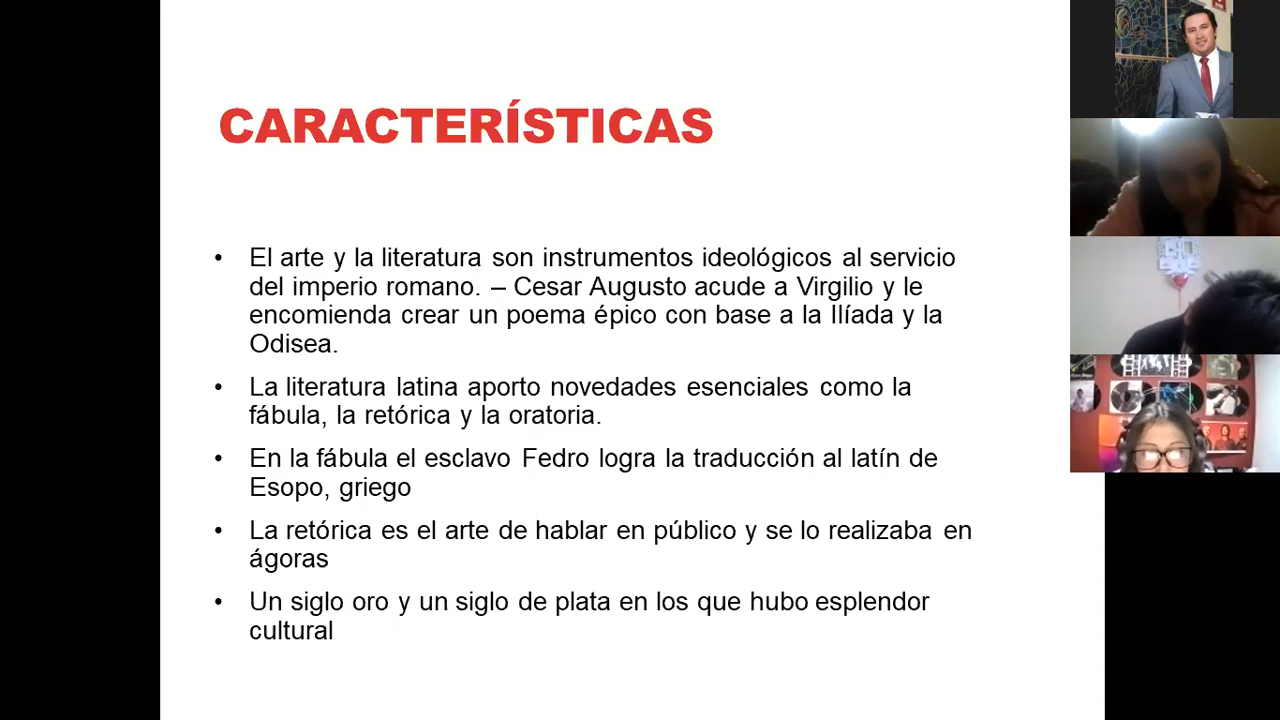 CARACTERÍSTICAS
• El arte y la literatura son instrumentos ideológicos al servicio
del imperio romano. – Cesar Augusto acude a Virgilio y le
encomienda crear un poema épico con base a la Ilíada y la
Odisea.
• La literatura latina aporto novedades esenciales como la
fábula, la retórica y la oratoria.
• En la fábula el esclavo Fedro logra la traducción al latín de
Esopo, griego
• La retórica es el arte de hablar en público y se lo realizaba en
ágoras
• Un siglo oro y un siglo de plata en los que hubo esplendor
cultural